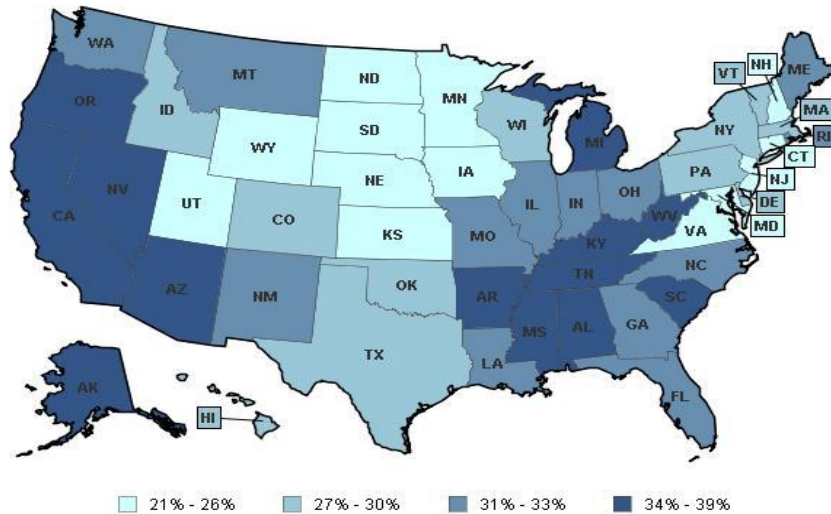 WA
MT
ND
MN
VT
NH
ME
OR
ID
SD
WI
NY
MA
MI
RI
WY
IA
PA
CT
NE
NJ
NV
UT
CO
IL
IN
OH
DE
CA
KS
MO
WV
VA
MD
KY
AZ
NM
OK
AR
TN
NC
SC
MS
AL
GA
TX
LA
AK
FL
HI
21% - 26% 27% - 30% 31% - 33% 34% - 39%